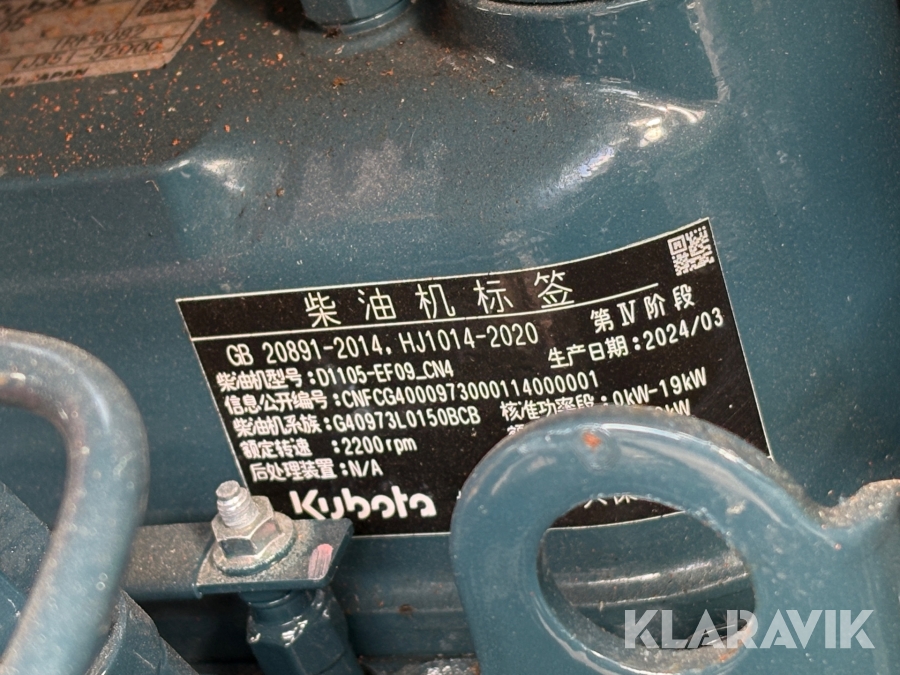 IN JAPAN
柴油机标签
GB 20891-2014, HJ1014-2020
第Ⅳ阶段
柴油机型号:D1105-EF09_CN4
生产日期:2024/03
信息公开编号:CNFCG4000973000114000001
柴油机系族:G40973L0150BCB
核准功率段:0kW-19kW
额定转速 :2200rpm
kW
后处理装置:N/A
Kubota
KLARAVIK